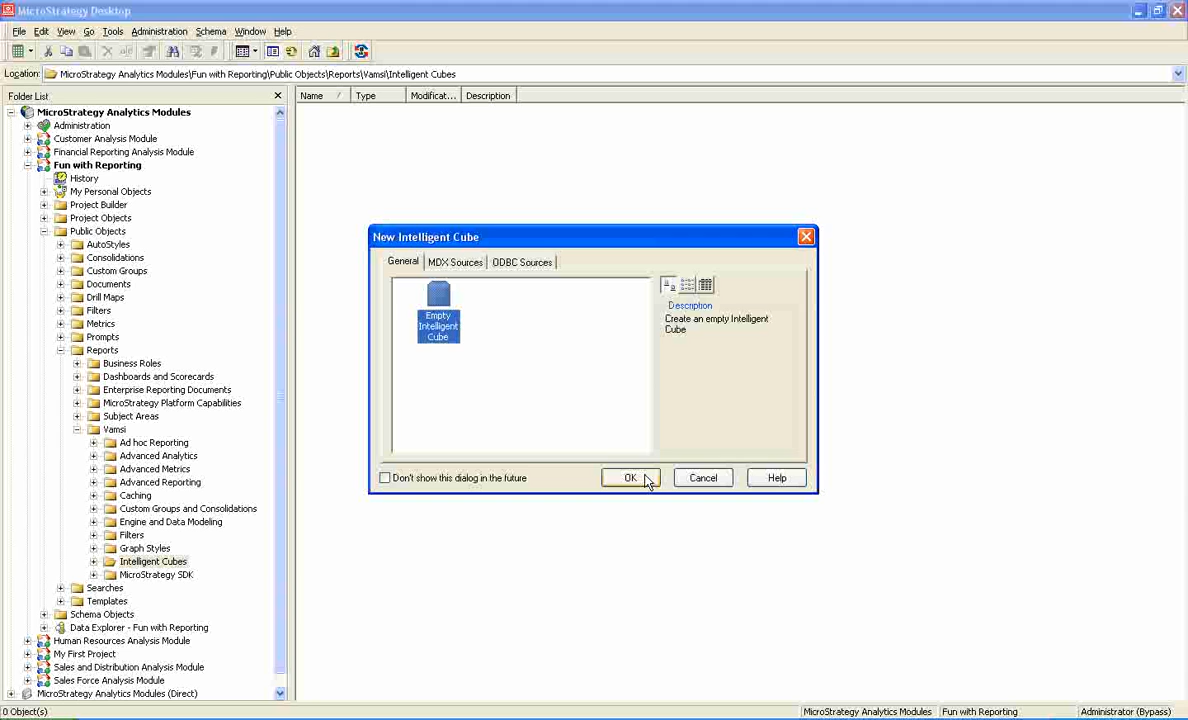 MicroStrategy Desktop
File Edit View Go Tools Administration Schema Window Help
Location: MicroStrategy Analytics Modules\Fun with Reporting\Public Objects\Reports\Vamsi\Intelligent Cubes
Folder List
Name Type Modificat... Description
MicroStrategy Analytics Modules
Administration
Customer Analysis Module
Financial Reporting Analysis Module
Fun with Reporting
History
My Personal Objects
Project Builder
Project Objects
Public Objects
AutoStyles
Consolidations
Custom Groups
Documents
Drill Maps
Filters
Metrics
Prompts
Reports
Business Roles
Dashboards and Scorecards
Enterprise Reporting Documents
MicroStrategy Platform Capabilities
Subject Areas
Vamsi
Ad hoc Reporting
Advanced Analytics
Advanced Metrics
Advanced Reporting
Caching
Custom Groups and Consolidations
Engine and Data Modeling
Filters
Graph Styles
Intelligent Cubes
MicroStrategy SDK
Searches
Templates
Schema Objects
Data Explorer - Fun with Reporting
Human Resources Analysis Module
My First Project
Sales and Distribution Analysis Module
Sales Force Analysis Module
MicroStrategy Analytics Modules (Direct)
New Intelligent Cube
General MDX Sources ODBC Sources
Empty
Intelligent
Cube
Description
Create an empty Intelligent
Cube
Don't show this dialog in the future
OK Cancel Help
0 Object(s) MicroStrategy Analytics Modules Fun with Reporting Administrator (Bypass)